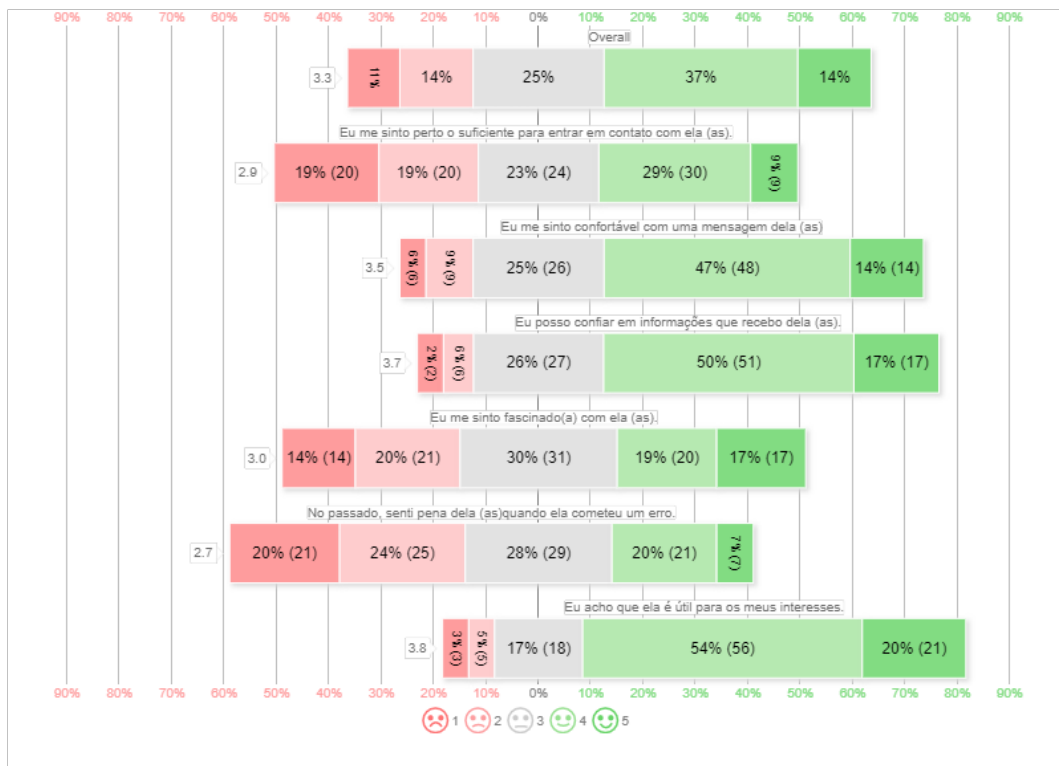 90% 80% 70% 60% 50% 40% 30% 20% 10% 0% 10% 20% 30% 40% 50% 60% 70% 80% 90%
Overall
3.3 11% 14% 25% 37% 14%
Eu me sinto perto o suficiente para entrar em contato com ela (as).
2.9 19% (20) 19% (20) 23% (24) 29% (30) 9% (9)
Eu me sinto confortável com uma mensagem dela (as)
3.5 6% (6) 9% (9) 25% (26) 47% (48) 14% (14)
Eu posso confiar em informações que recebo dela (as).
3.7 2% (2) 6% (6) 26% (27) 50% (51) 17% (17)
Eu me sinto fascinado(a) com ela (as).
3.0 14% (14) 20% (21) 30% (31) 19% (20) 17% (17)
No passado, senti pena dela (as)quando ela cometeu um erro.
2.7 20% (21) 24% (25) 28% (29) 20% (21) 7% (7)
Eu acho que ela é útil para os meus interesses.
3.8 3% (3) 5% (5) 17% (18) 54% (56) 20% (21)
90% 80% 70% 60% 50% 40% 30% 20% 10% 0% 10% 20% 30% 40% 50% 60% 70% 80% 90%
1 2 3 4 5